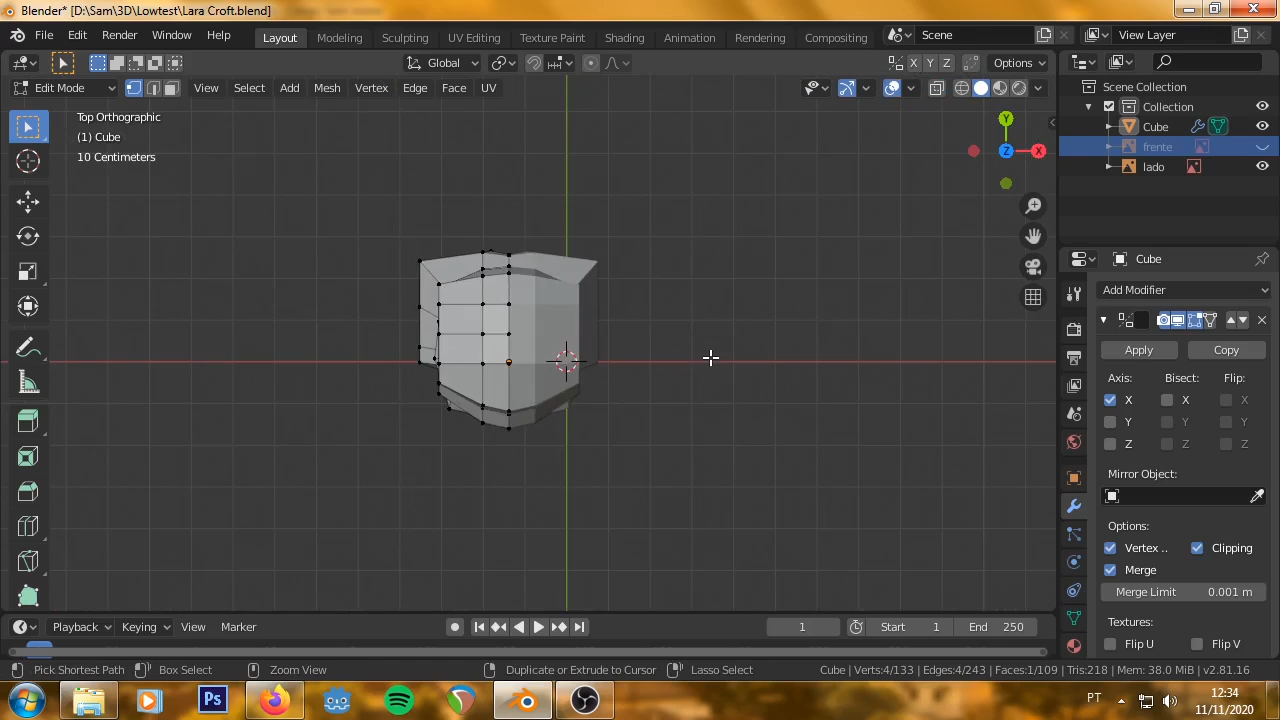 Blender* [D:\Sam\3D\Lowtest\Lara Croft.blend]
File Edit Render Window Help
Layout Modeling Sculpting UV Editing Texture Paint Shading Animation Rendering Compositing
Scene
View Layer
Global
X Y Z
Options
Edit Mode
View Select Add Mesh Vertex Edge Face UV
Top Orthographic
(1) Cube
10 Centimeters
Y
Z
X
Scene Collection
Collection
Cube
frente
lado
Cube
Add Modifier
Apply
Copy
Axis: Bisect: Flip:
X X X
Y Y Y
Z Z Z
Mirror Object:
Options:
Vertex ..
Clipping
Merge
Merge Limit 0.001 m
Textures:
Flip U
Flip V
Playback Keying View Marker
1
Start 1
End 250
Pick Shortest Path
Box Select
Zoom View
Duplicate or Extrude to Cursor
Lasso Select
Cube | Verts:4/133 | Edges:4/243 | Faces:1/109 | Tris:218 | Mem: 38.0 MiB | v2.81.16
Ps
PT
12:34
11/11/2020